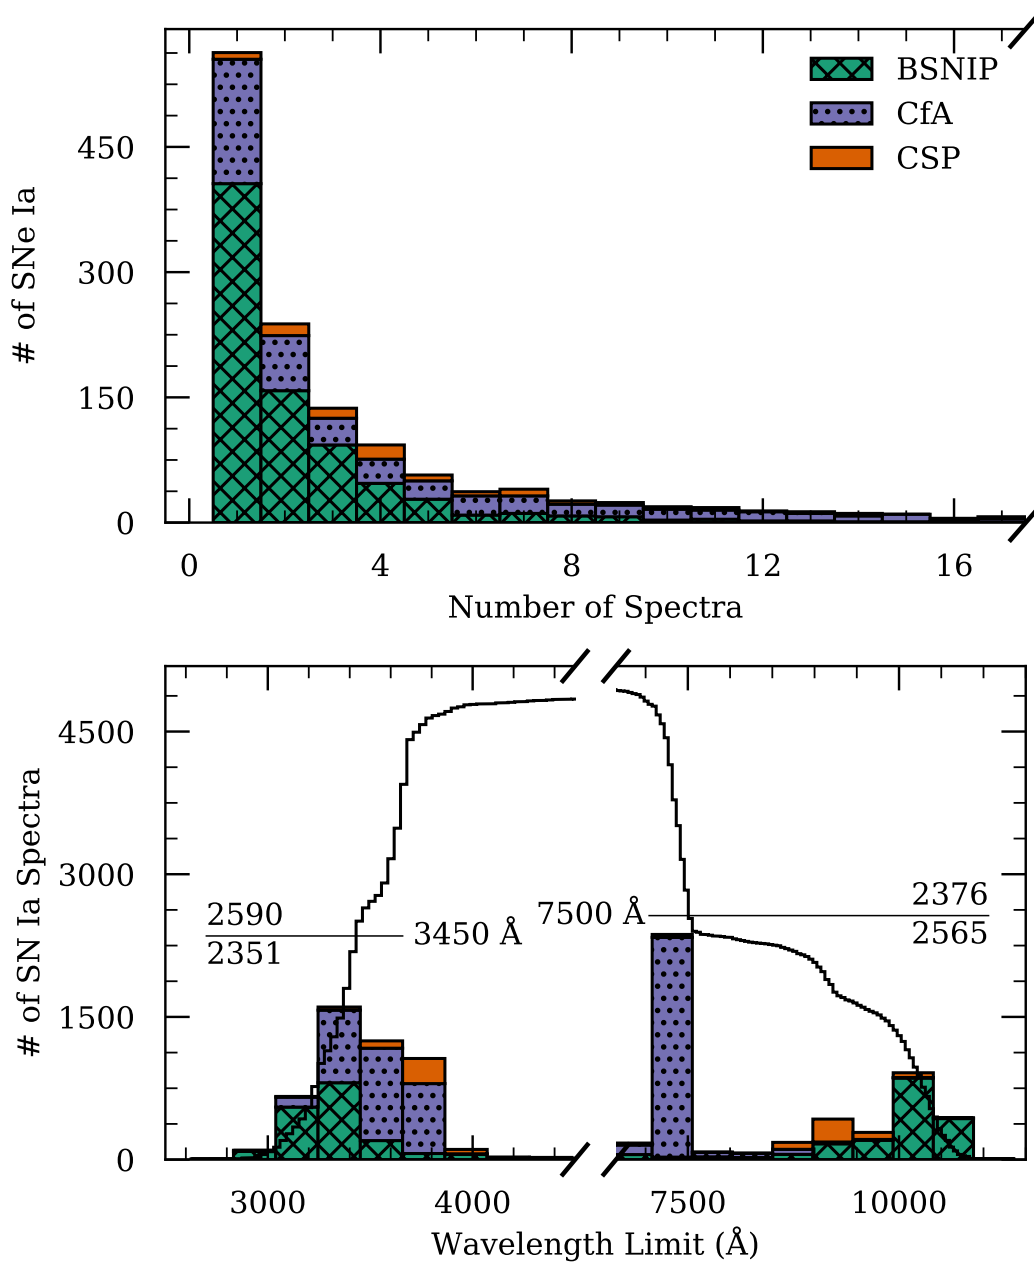 BSNIP
CfA
CSP
# of SNe Ia
450
300
150
0
0 4 8 12 16
Number of Spectra
# of SN Ia Spectra
4500
3000
1500
0
2590
2351
3450 Å
7500 Å
2376
2565
3000 4000 7500 10000
Wavelength Limit (Å)